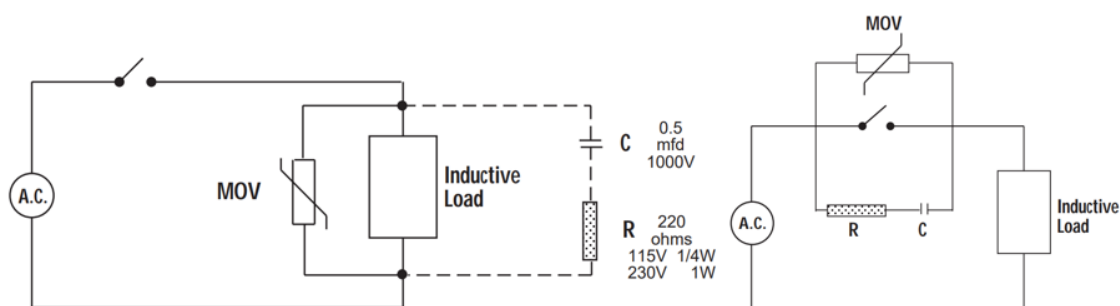 A.C.
MOV
Inductive
Load
C
0.5
mfd
1000V
R
220
ohms
115V 1/4W
230V 1W
MOV
A.C.
R
C
Inductive
Load